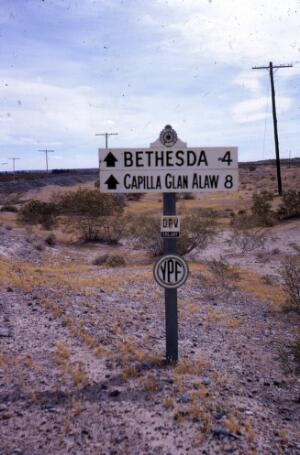 BETHESDA 4
CAPILLA GLAN ALAW 8
D.P.V.
YPF